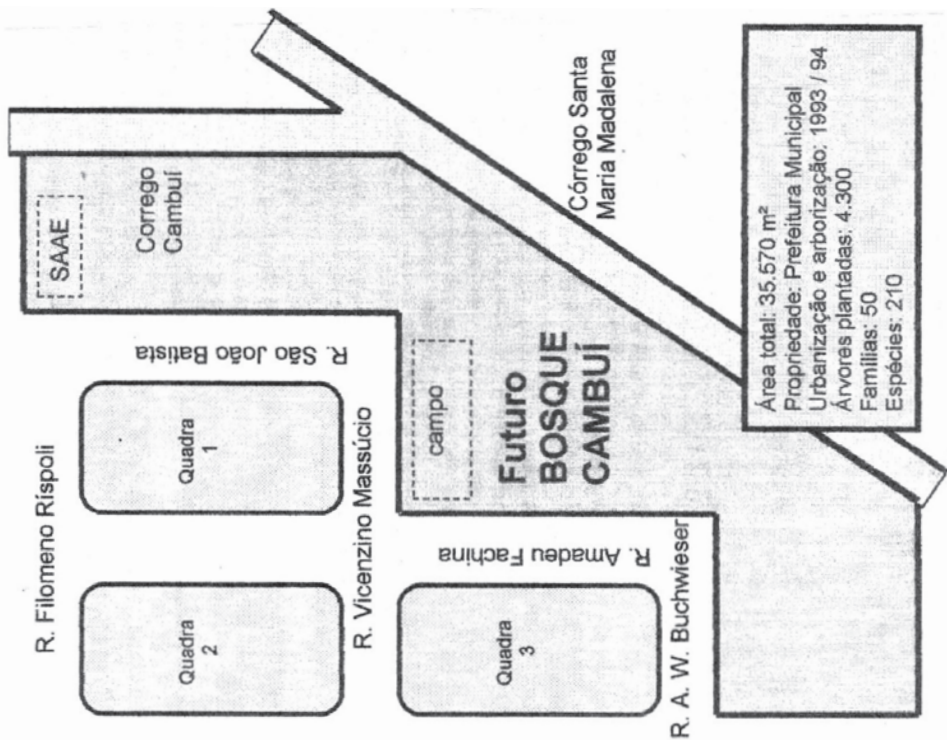 R. Filomeno Ríspoli
SAAE
Córrego
Cambuí
Quadra
2
Quadra
1
R. São João Batista
R. Vicenzino Massúcio
campo
Futuro
BOSQUE
CAMBUÍ
Quadra
3
R. Amadeu Fachina
R. A. W. Buchwieser
Córrego Santa
Maria Madalena
Área total: 35.570 m²
Propriedade: Prefeitura Municipal
Urbanização e arborização: 1993 / 94
Árvores plantadas: 4.300
Famílias: 50
Espécies: 210